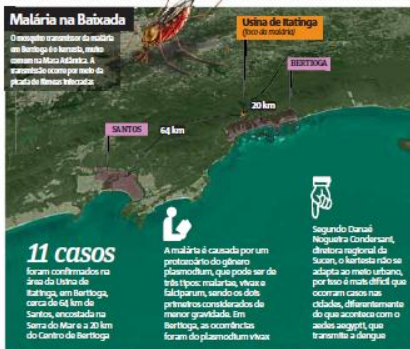 Malária na Baixada
O mosquito transmissor da malária
em Bertioga é o kertesta, muito
comum na Mata Atlântica. A
transmissão ocorre por meio da
picada de fêmeas infectadas
Usina de Itatinga
(foco da malária)
BERTIOGA
20 km
SANTOS
64 km
11 casos
foram confirmados na
área da Usina de
Itatinga, em Bertioga,
cerca de 64 km de
Santos, encostada na
Serra do Mar e a 20 km
do Centro de Bertioga
A malária é causada por um
protozoário do gênero
plasmodium, que pode ser de
três tipos: malariae, vivax e
falciparum, sendo os dois
primeiros considerados de
menor gravidade. Em
Bertioga, as ocorrências
foram do plasmodium vivax
Segundo Danaé
Nogueira Condersant,
diretora regional da
Sucen, o kertesta não se
adapta ao meio urbano,
por isso é mais difícil que
ocorram casos nas
cidades, diferentemente
do que acontece com o
aedes aegypti, que
transmite a dengue